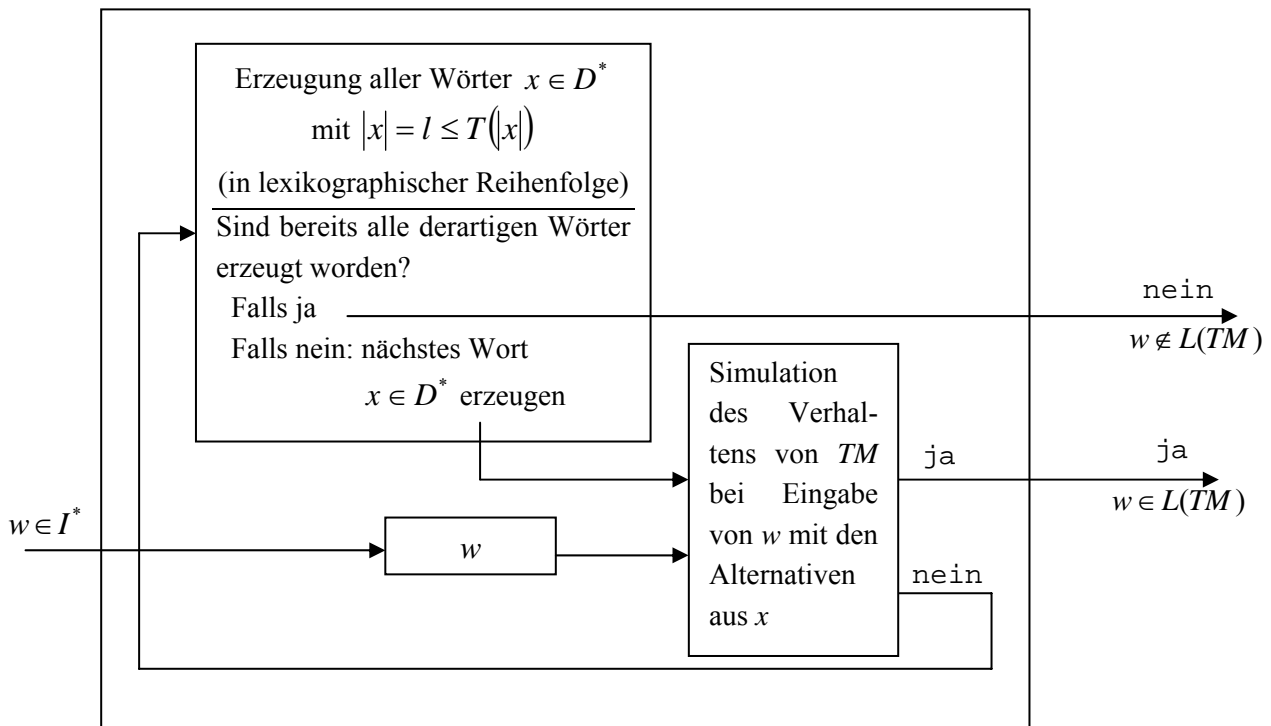 Erzeugung aller Wörter x ∈ D*
mit |x| = l ≤ T(|x|)
(in lexikographischer Reihenfolge)
Sind bereits alle derartigen Wörter
erzeugt worden?
Falls ja
Falls nein: nächstes Wort
x ∈ D* erzeugen
nein
w ∉ L(TM)
Simulation
des Verhal-
tens von TM
bei Eingabe
von w mit den
Alternativen
aus x
ja
ja
w ∈ L(TM)
w ∈ I*
w
nein